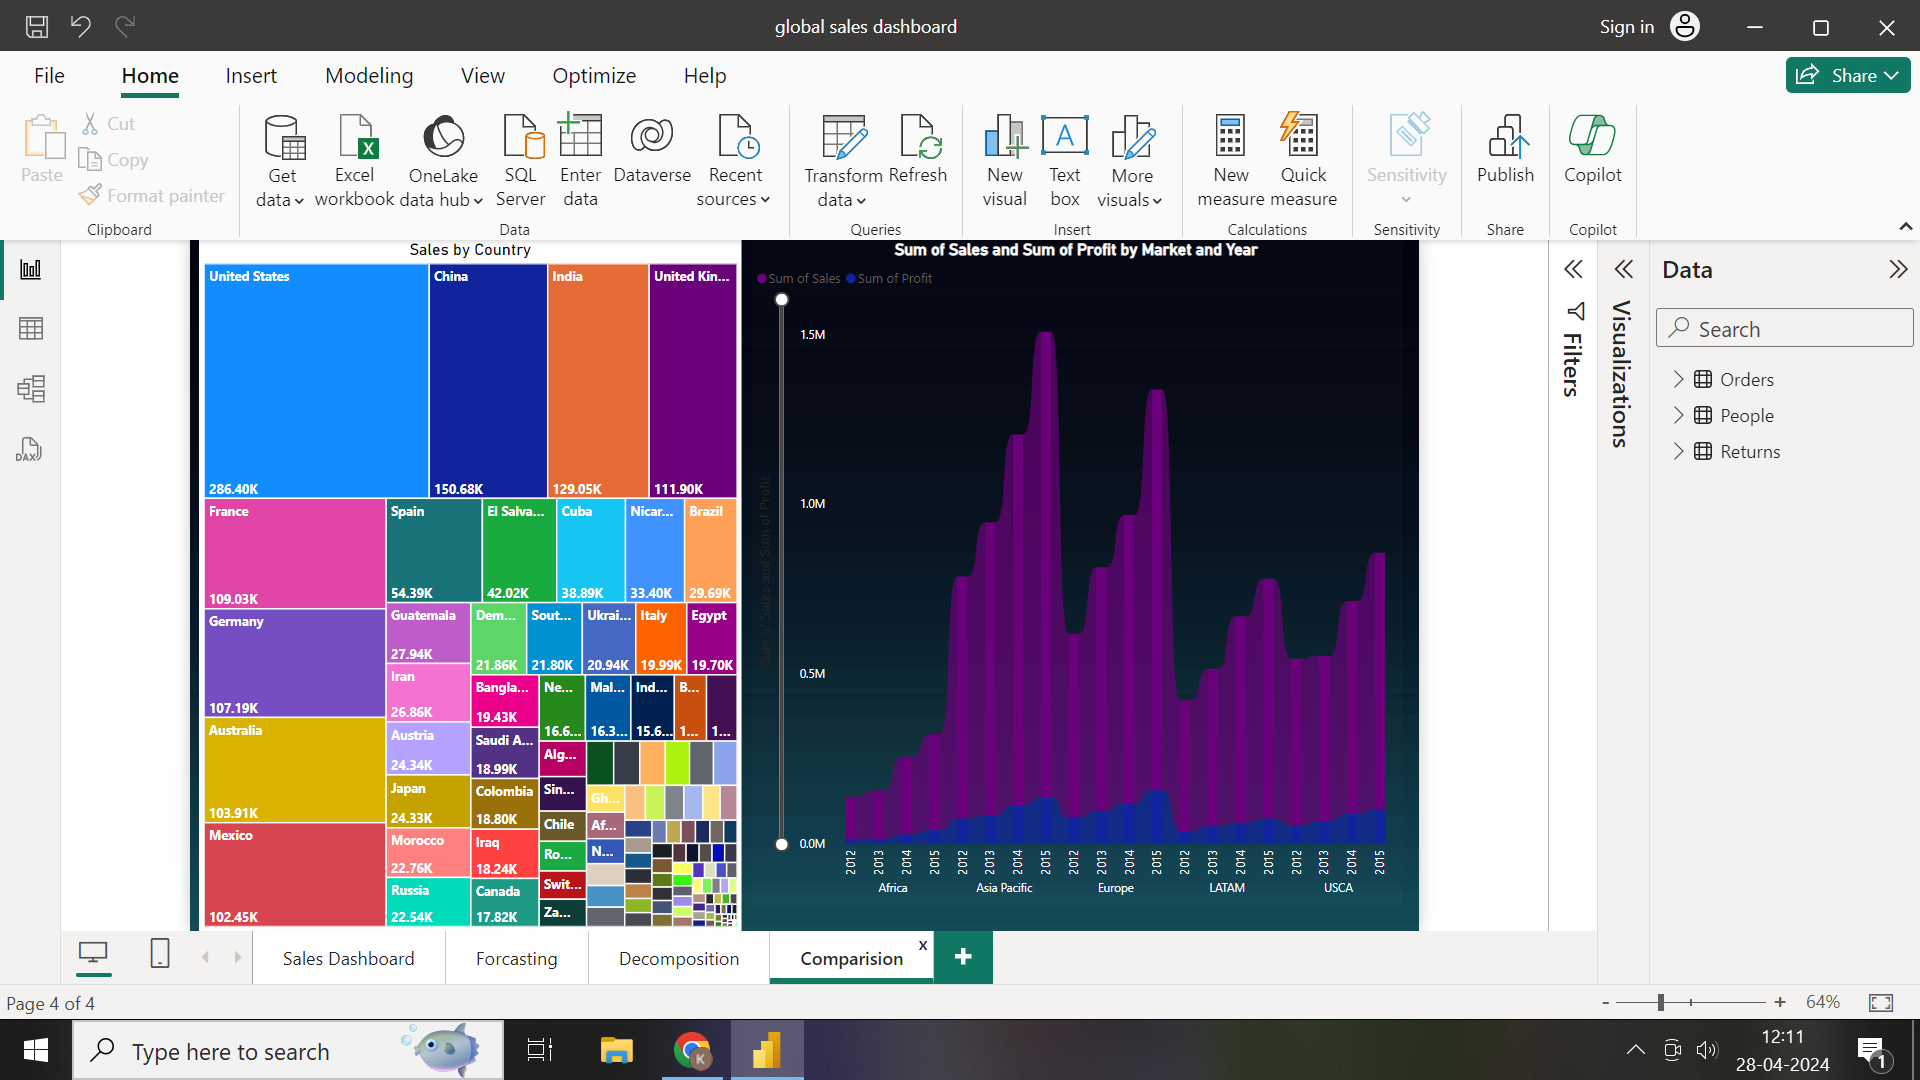 global sales dashboard
Sign in
File Home Insert Modeling View Optimize Help
Share
Paste
Cut
Copy
Format painter
Clipboard
Get data
Excel workbook
OneLake data hub
SQL Server
Enter data
Dataverse
Recent sources
Data
Transform data
Refresh
Queries
New visual
Text box
More visuals
Insert
New measure
Quick measure
Calculations
Sensitivity
Sensitivity
Publish
Share
Copilot
Copilot
Sales by Country
United States
286.40K
China
150.68K
India
129.05K
United Kin...
111.90K
France
109.03K
Germany
107.19K
Australia
103.91K
Mexico
102.45K
Spain
54.39K
El Salva...
42.02K
Cuba
38.89K
Nicar...
33.40K
Brazil
29.69K
Guatemala
27.94K
Iran
26.86K
Austria
24.34K
Japan
24.33K
Morocco
22.76K
Russia
22.54K
Dem...
21.86K
Sout...
21.80K
Ukrai...
20.94K
Italy
19.99K
Egypt
19.70K
Bangla...
19.43K
Saudi A...
18.99K
Colombia
18.80K
Iraq
18.24K
Canada
17.82K
Ne...
16.6...
Mal...
16.3...
Ind...
15.6...
B...
1...
1...
Alg...
Sin...
Chile
Ro...
Swit...
Za...
Gh...
Af...
N...
Sum of Sales and Sum of Profit by Market and Year
Sum of Sales Sum of Profit
Sum of Sales and Sum of Profit
1.5M
1.0M
0.5M
0.0M
2012 2013 2014 2015 2012 2013 2014 2015 2012 2013 2014 2015 2012 2013 2014 2015 2012 2013 2014 2015
Africa Asia Pacific Europe LATAM USCA
Filters
Visualizations
Data
Search
Orders
People
Returns
DAX
Sales Dashboard
Forcasting
Decomposition
Comparision
x
+
Page 4 of 4
- + 64%
Type here to search
K
12:11
28-04-2024
1